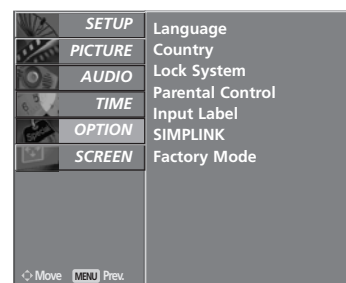 SETUP
PICTURE
AUDIO
TIME
OPTION
SCREEN
Language
Country
Lock System
Parental Control
Input Label
SIMPLINK
Factory Mode
Move MENU Prev.